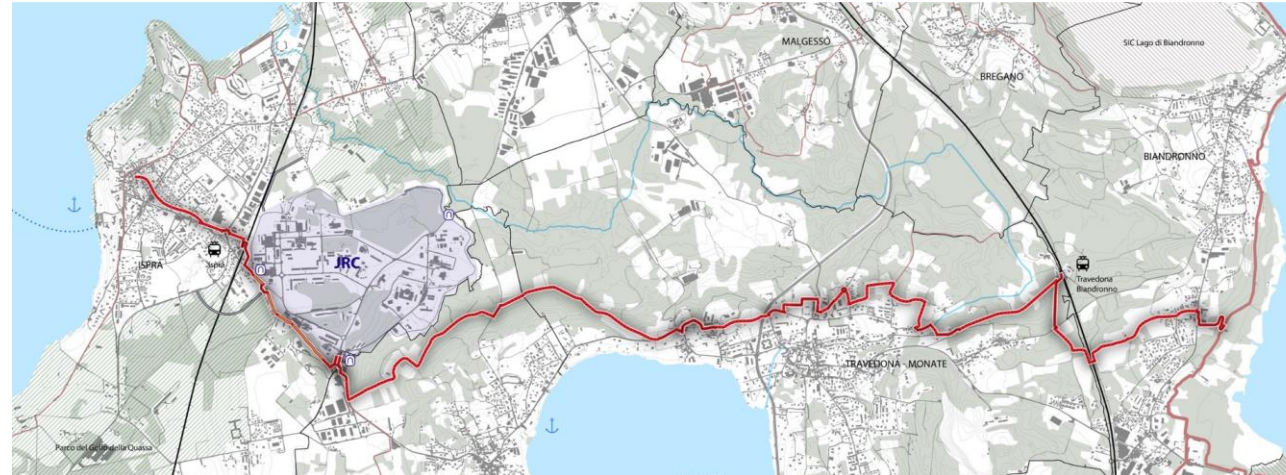 SIC Lago di Biandronno
MALGESSO
BREGANO
BIANDRONNO
ISPRA
Ispra
JRC
Travedona
Biandronno
TRAVEDONA - MONATE
Parco del Golfo della Quassa